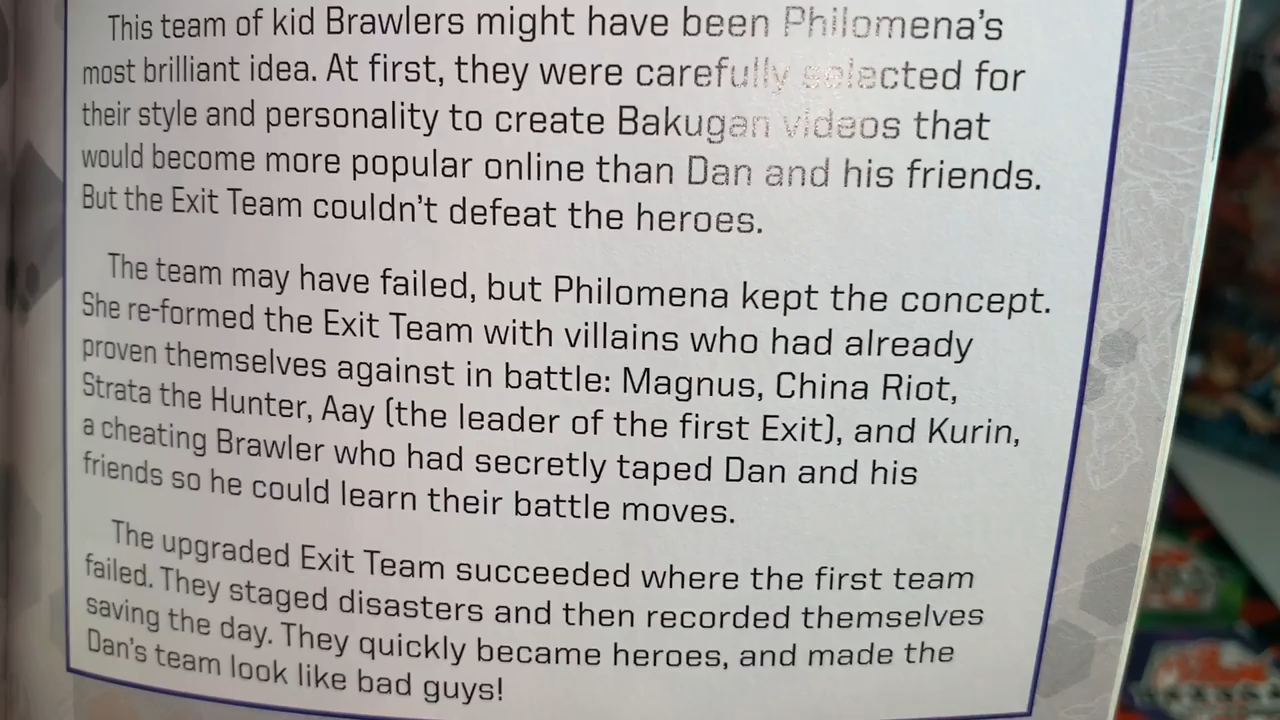 This team of kid Brawlers might have been Philomena's
most brilliant idea. At first, they were carefully selected for
their style and personality to create Bakugan videos that
would become more popular online than Dan and his friends.
But the Exit Team couldn't defeat the heroes.
The team may have failed, but Philomena kept the concept.
She re-formed the Exit Team with villains who had already
proven themselves against in battle: Magnus, China Riot,
Strata the Hunter, Aay (the leader of the first Exit), and Kurin,
a cheating Brawler who had secretly taped Dan and his
friends so he could learn their battle moves.
The upgraded Exit Team succeeded where the first team
failed. They staged disasters and then recorded themselves
saving the day. They quickly became heroes, and made the
Dan's team look like bad guys!